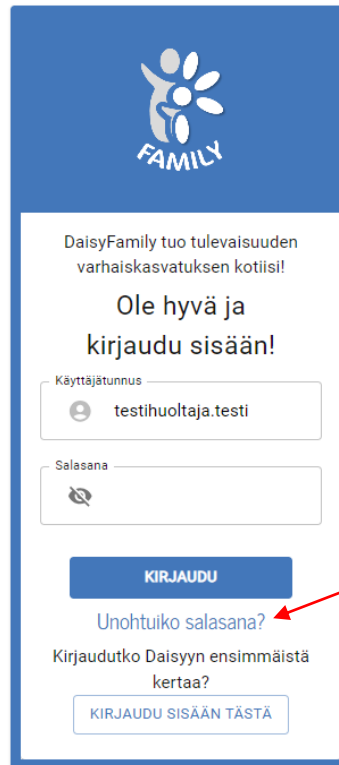 FAMILY
DaisyFamily tuo tulevaisuuden
varhaiskasvatuksen kotiisi!
Ole hyvä ja
kirjaudu sisään!
Käyttäjätunnus
testihuoltaja.testi
Salasana
KIRJAUDU
Unohtuiko salasana?
Kirjaudutko Daisyyn ensimmäistä
kertaa?
KIRJAUDU SISÄÄN TÄSTÄ